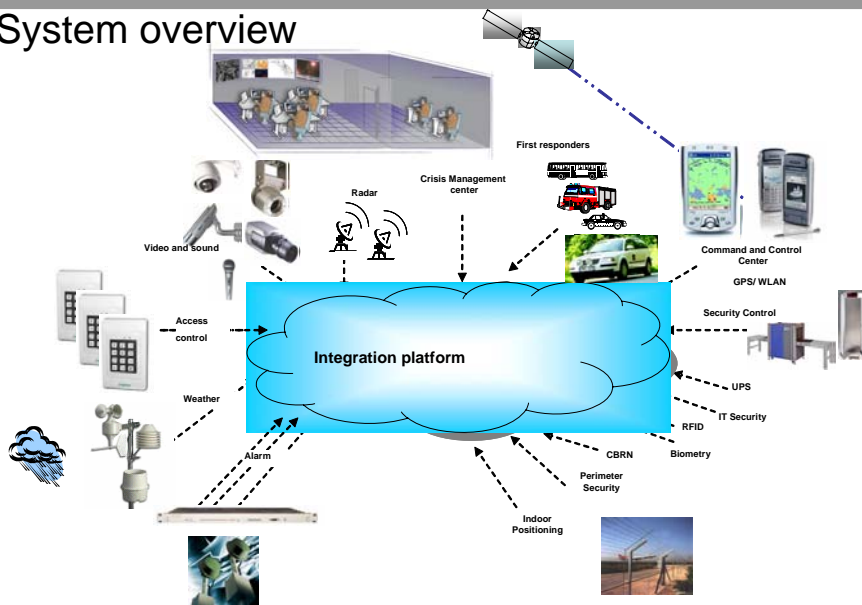 System overview
First responders
Crisis Management
center
Radar
Video and sound
Command and Control
Center
GPS/ WLAN
Access
control
Security Control
Integration platform
Weather
UPS
IT Security
RFID
Alarm
CBRN
Biometry
Perimeter
Security
Indoor
Positioning